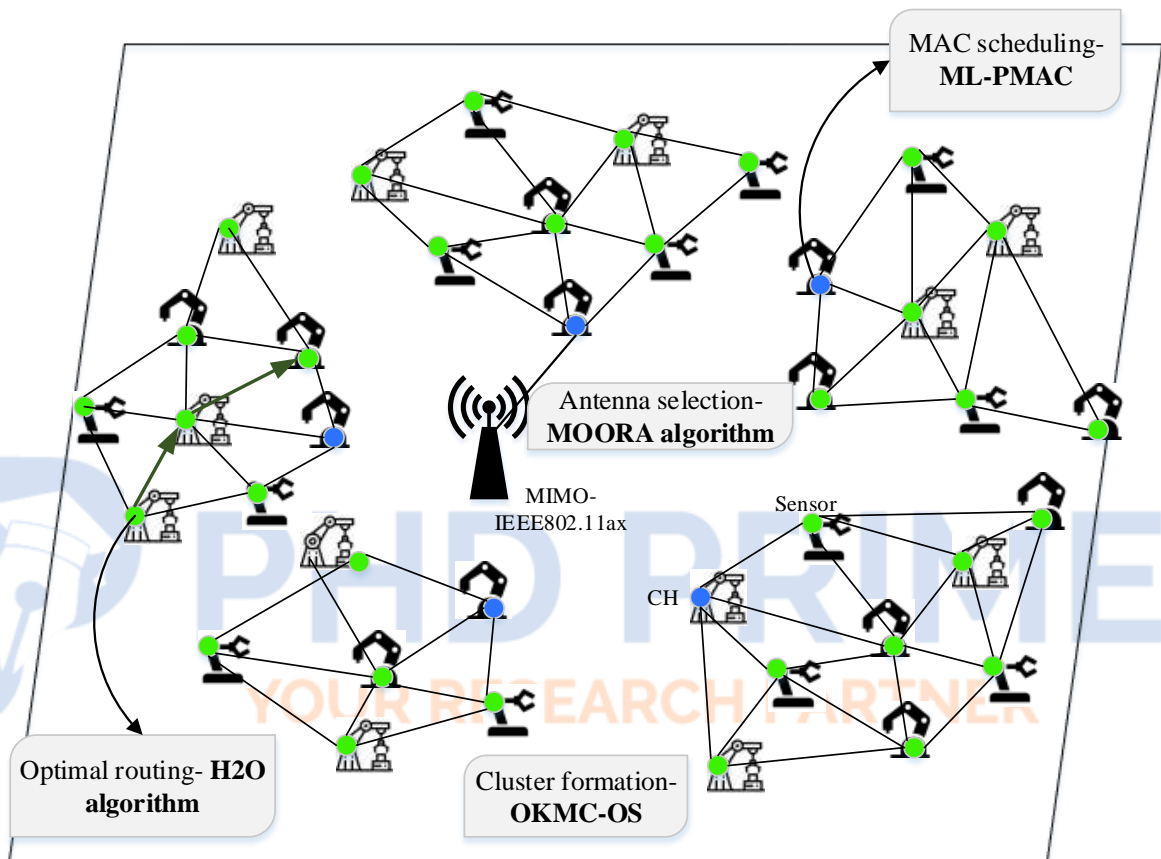 MAC scheduling-
ML-PMAC
Antenna selection-
MOORA algorithm
MIMO-
IEEE802.11ax
Sensor
CH
PHD PRIME
YOUR RESEARCH PARTNER
Optimal routing- H2O
algorithm
Cluster formation-
OKMC-OS